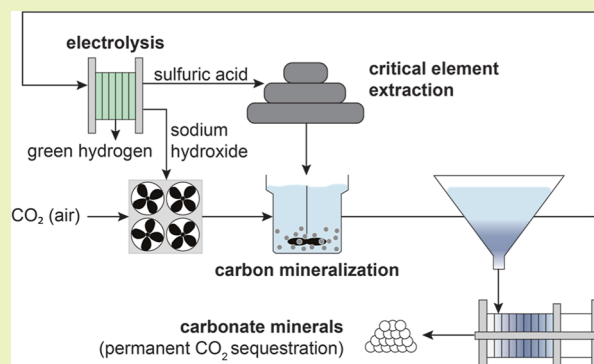 electrolysis
sulfuric acid
critical element
extraction
green hydrogen
sodium
hydroxide
CO₂ (air)
carbon mineralization
carbonate minerals
(permanent CO₂ sequestration)